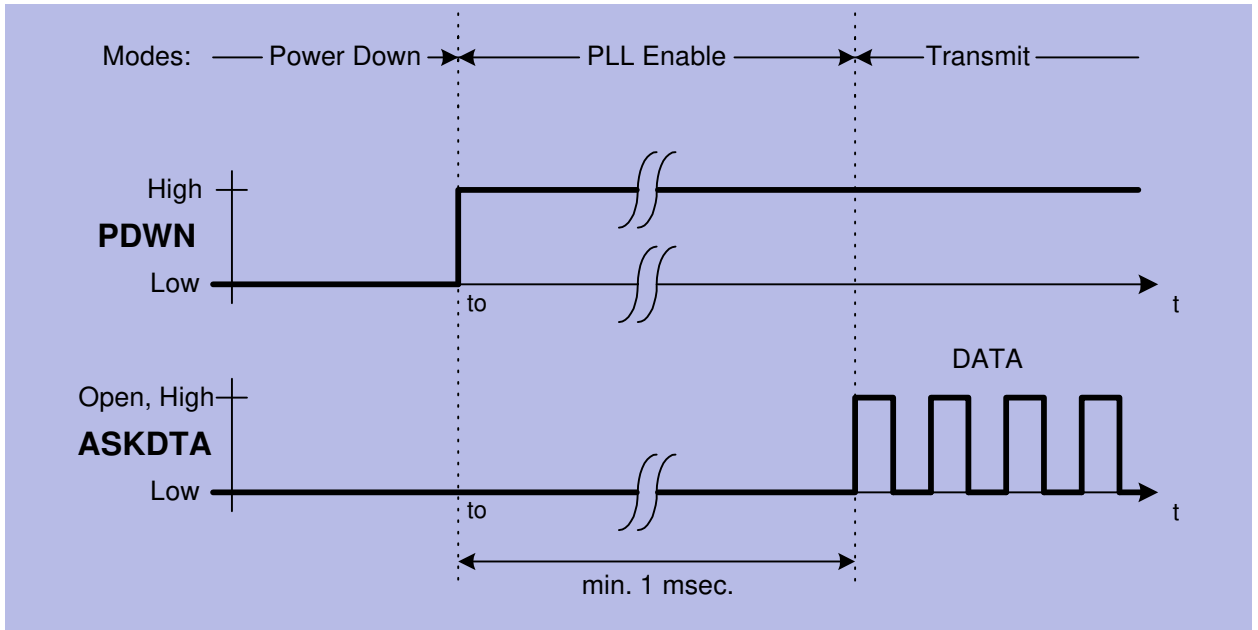 Modes: Power Down PLL Enable Transmit
High
PDWN
Low
to
t
DATA
Open, High
ASKDTA
Low
to
t
min. 1 msec.